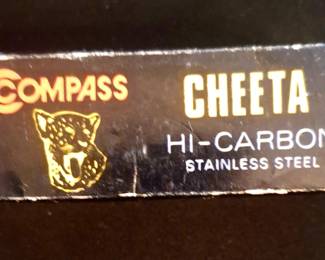 COMPASS
CHEETA
HI-CARBON
STAINLESS STEEL